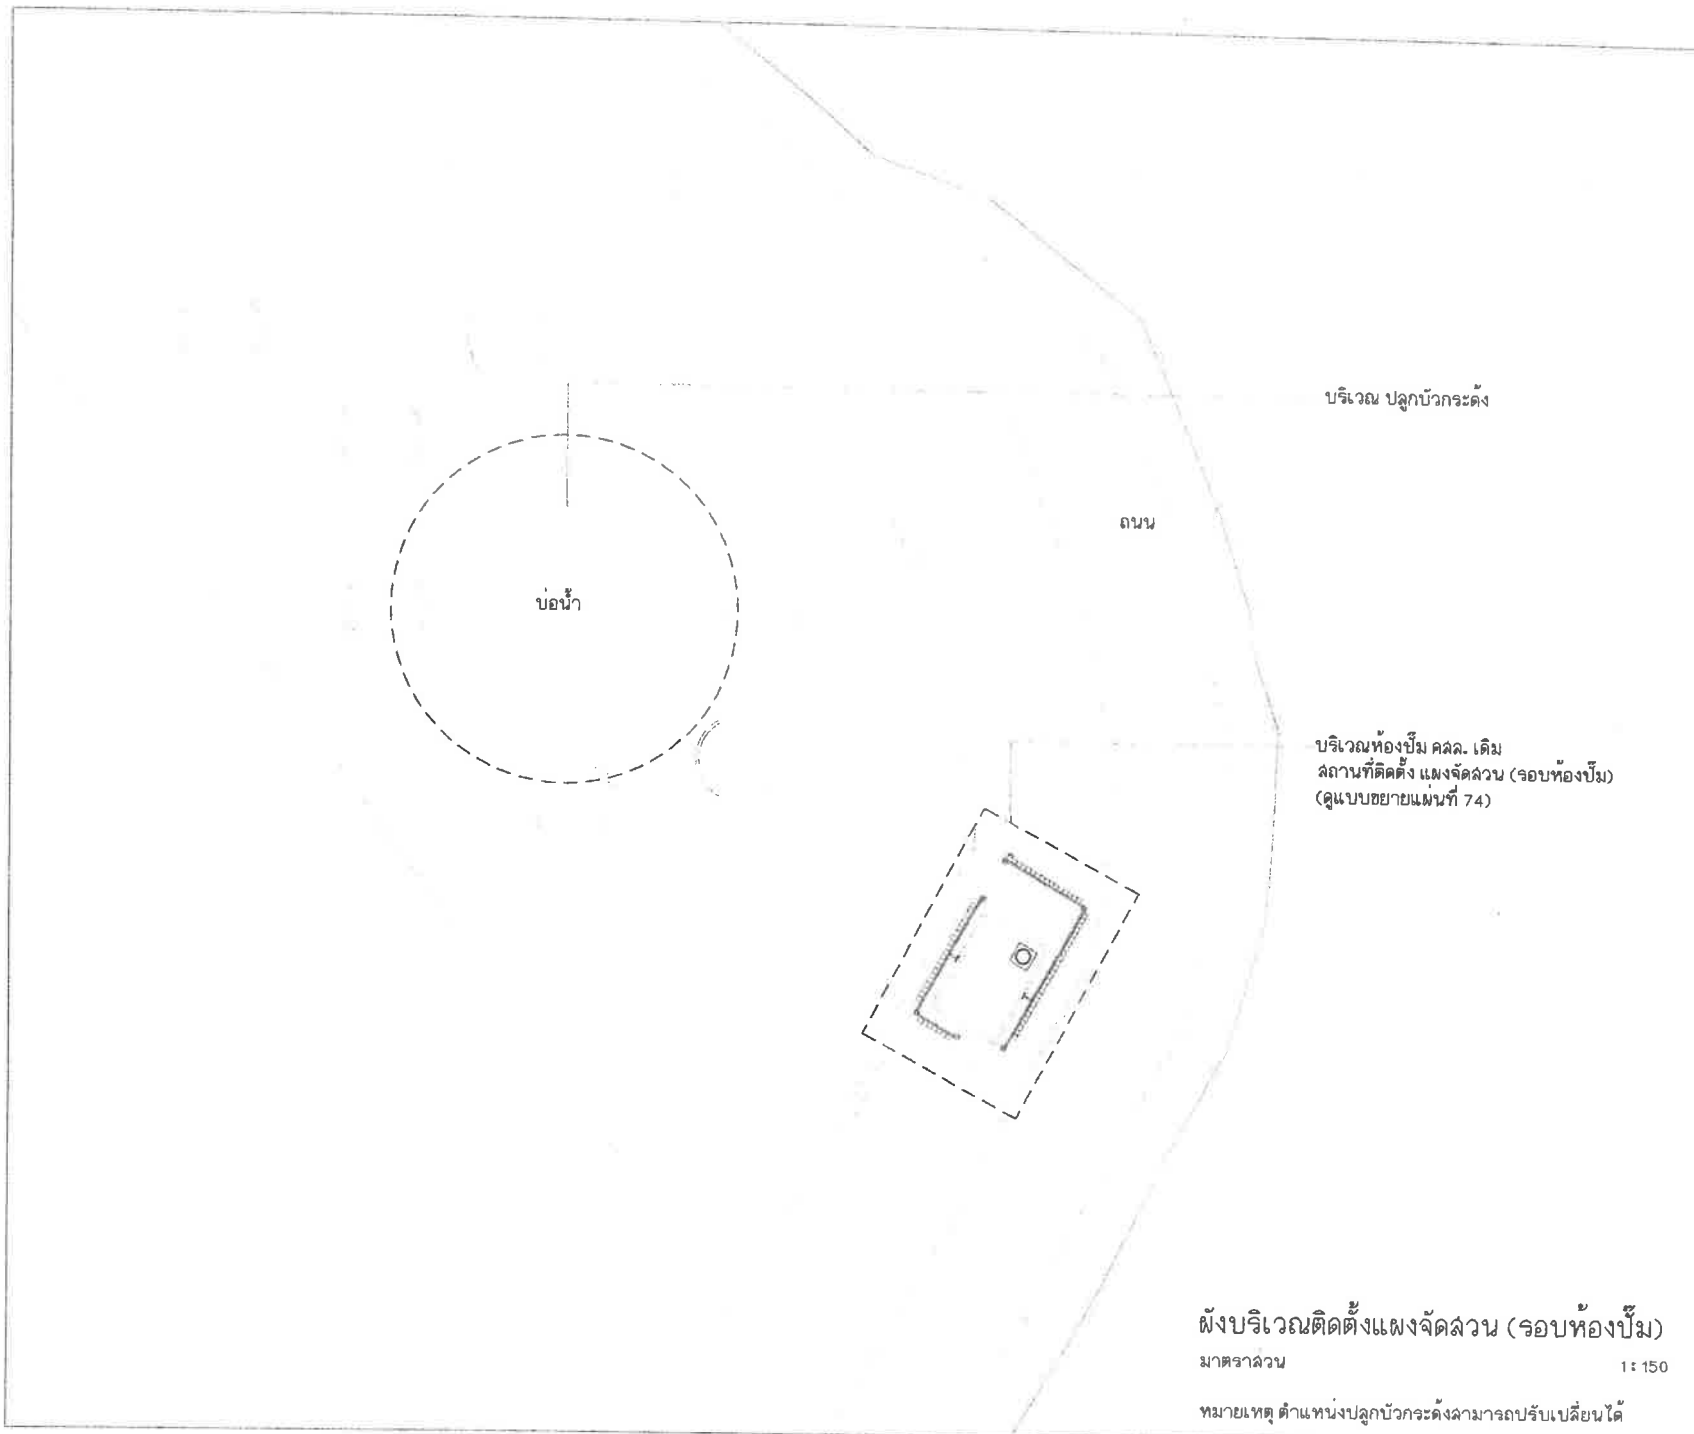 บริเวณ ปลูกบัวกระด้ง
ถนน
บ่อน้ำ
บริเวณห้องปั๊ม คสล. เดิม
สถานที่ติดตั้ง แผงจัดสวน (รอบห้องปั๊ม)
(ดูแบบขยายแผ่นที่ 74)
ผังบริเวณติดตั้งแผงจัดสวน (รอบห้องปั๊ม)
มาตราส่วน 1:150
หมายเหตุ ตำแหน่งปลูกบัวกระด้งสามารถปรับเปลี่ยนได้